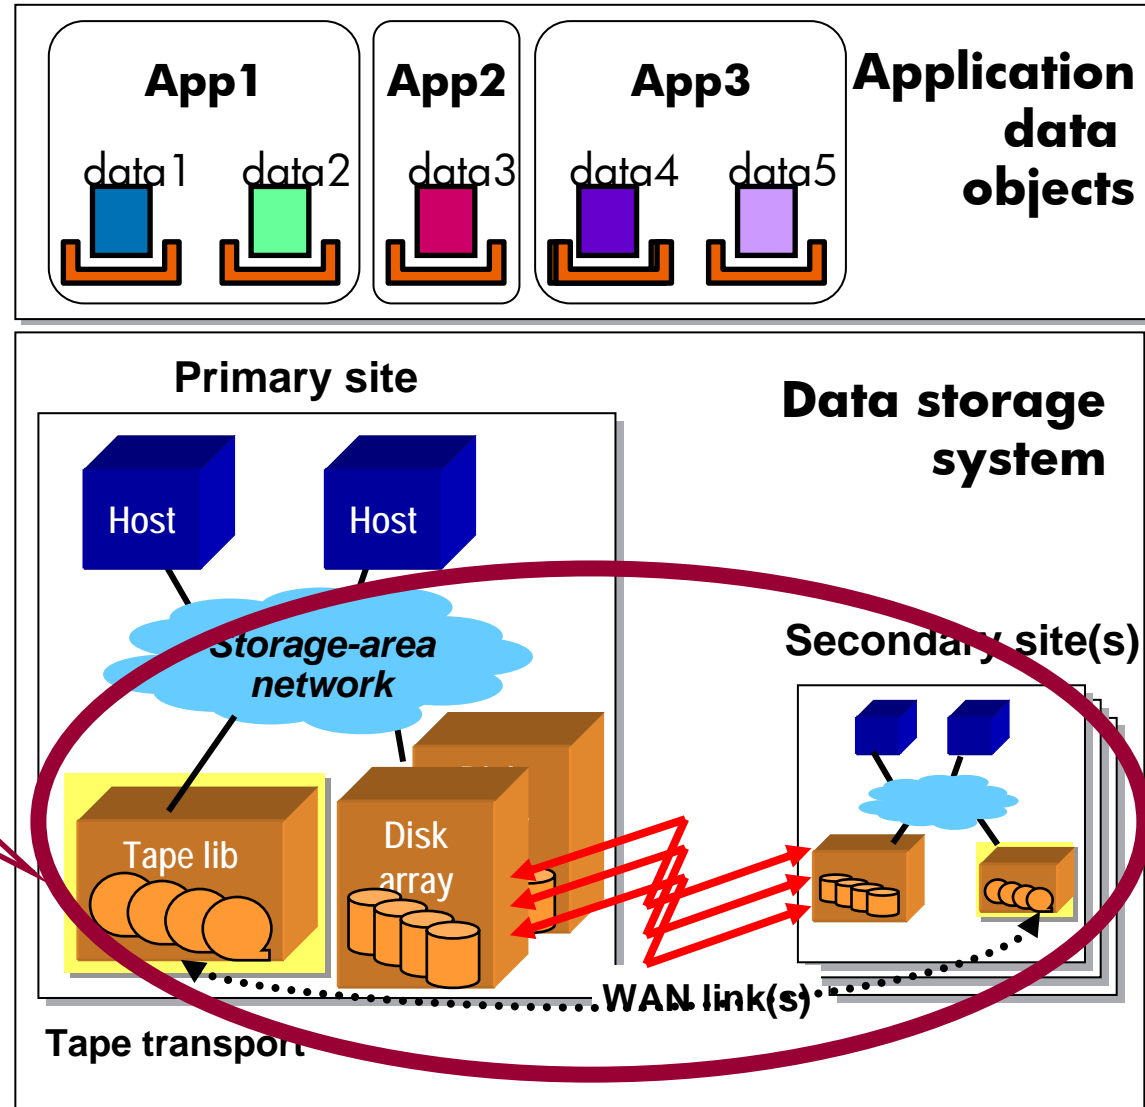 App1
App2
App3
Application
data
objects
data1
data2
data3
data4
data5
Primary site
Data storage
system
Host
Host
Storage-area
network
Secondary site(s)
Tape lib
Disk
array
WAN link(s)
Tape transport